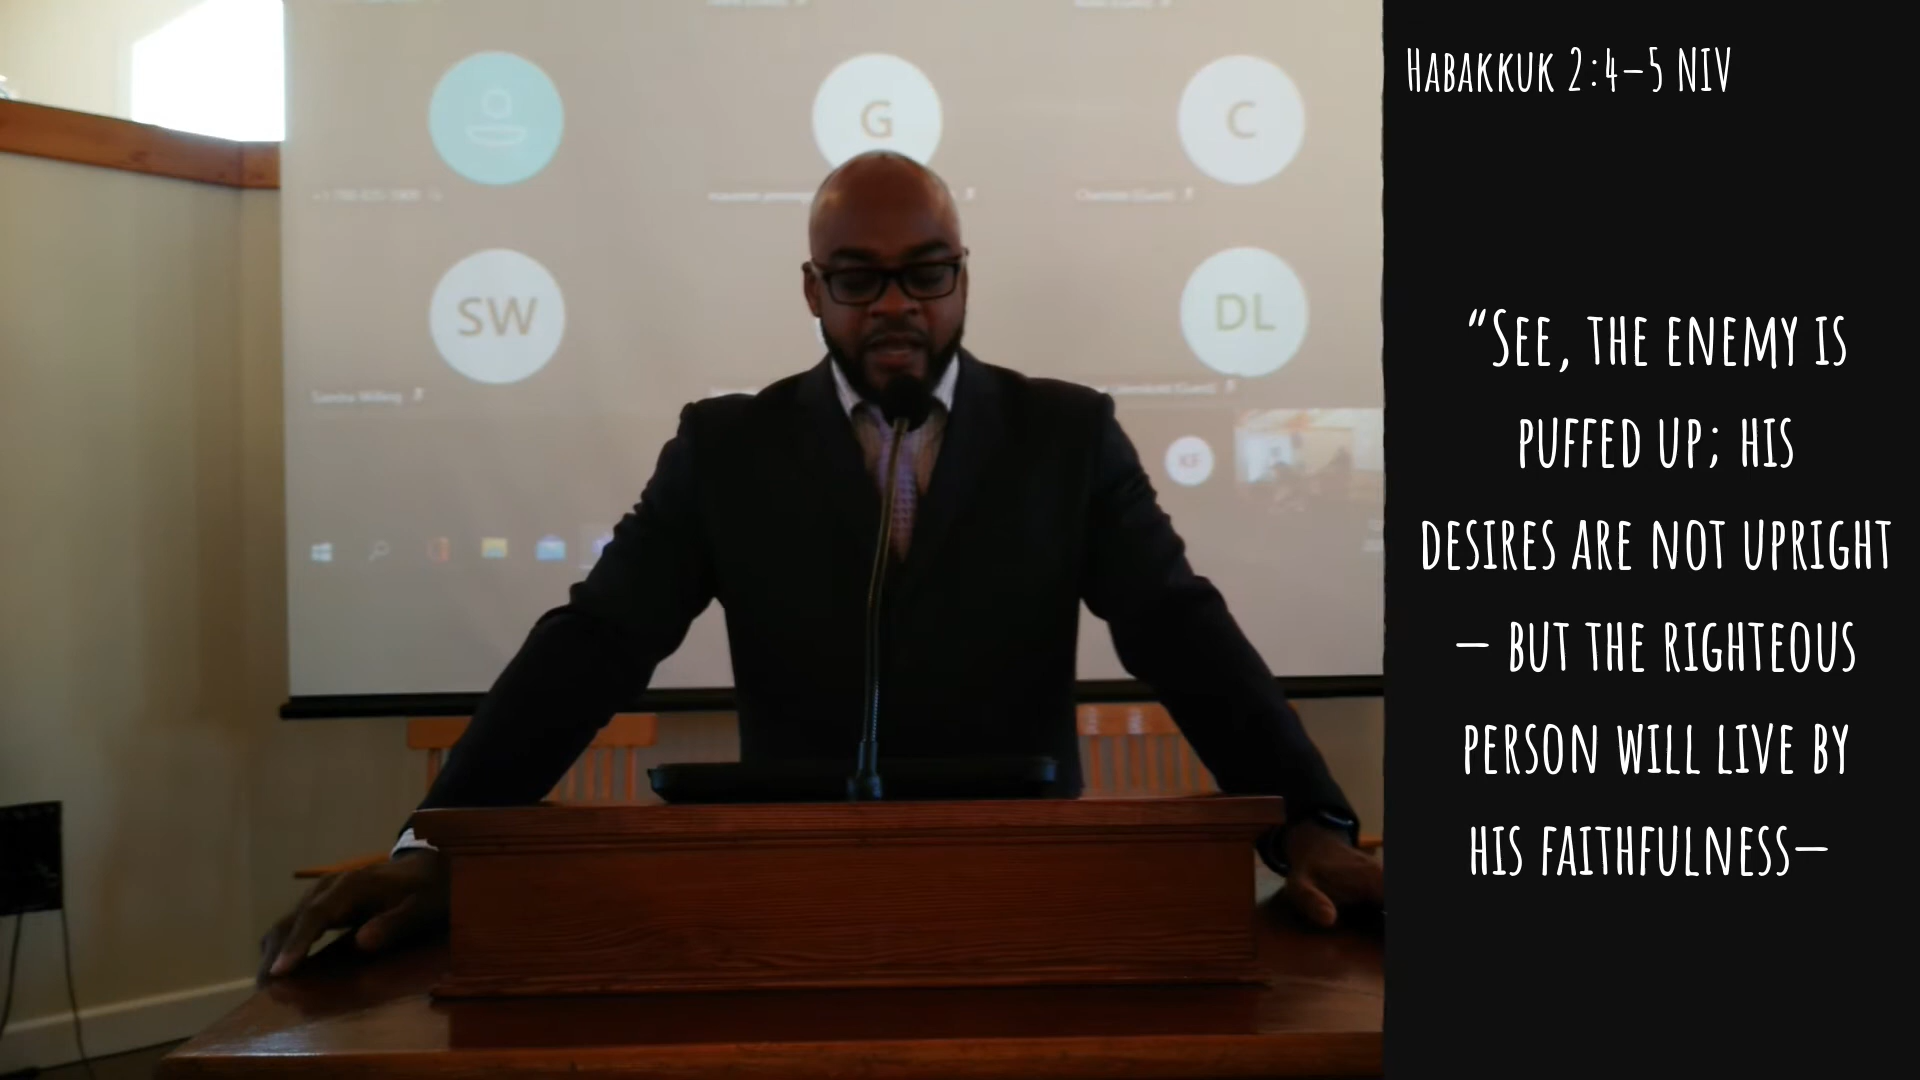 Habakkuk 2:4–5 NIV
“See, the enemy is
puffed up; his
desires are not upright
— but the righteous
person will live by
his faithfulness—
G
C
SW
DL
KF